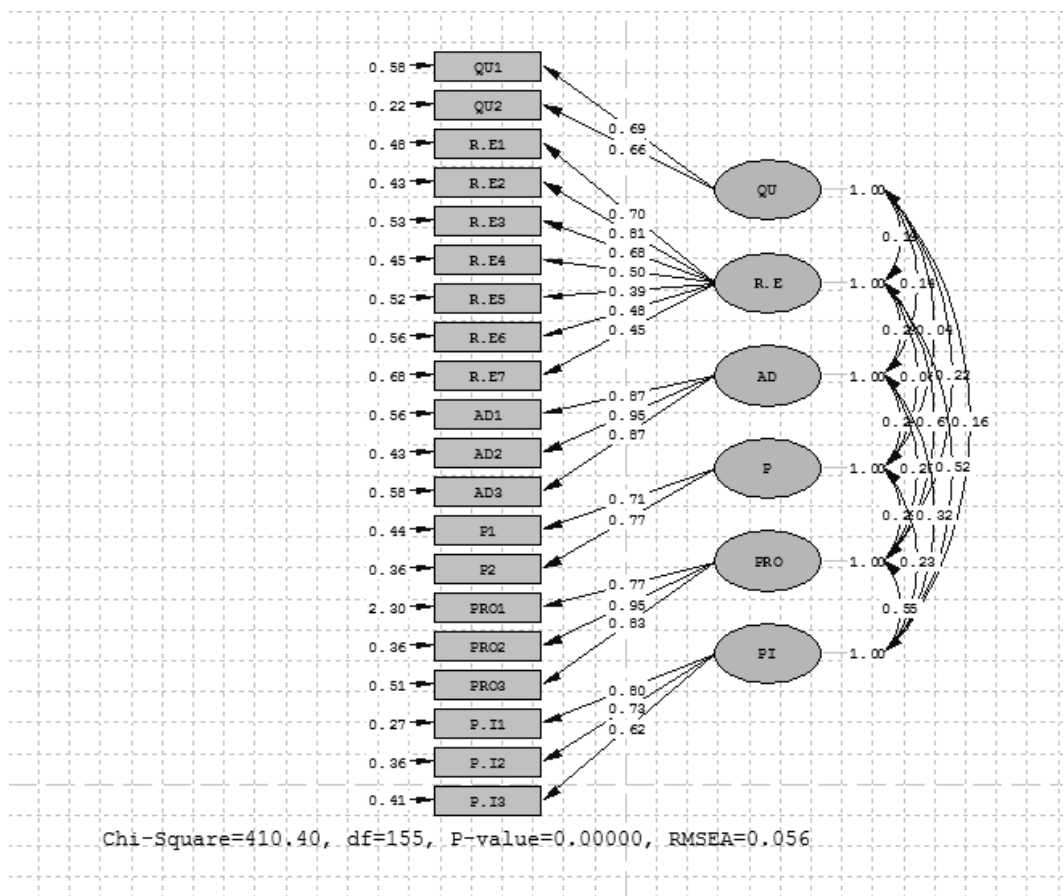 0.58 QU1
0.22 QU2
0.48 R.E1
0.43 R.E2
0.53 R.E3
0.45 R.E4
0.52 R.E5
0.56 R.E6
0.68 R.E7
0.56 AD1
0.43 AD2
0.58 AD3
0.44 P1
0.36 P2
2.30 PRO1
0.36 PRO2
0.51 PRO3
0.27 P.I1
0.36 P.I2
0.41 P.I3
0.69
0.66
0.70
0.81
0.68
0.50
0.39
0.48
0.45
0.87
0.95
0.87
0.71
0.77
0.77
0.95
0.83
0.80
0.73
0.62
QU 1.00
R.E 1.00
AD 1.00
P 1.00
PRO 1.00
PI 1.00
0.14
0.04
0.22
0.16
0.52
0.32
0.23
0.55
Chi-Square=410.40, df=155, P-value=0.00000, RMSEA=0.056